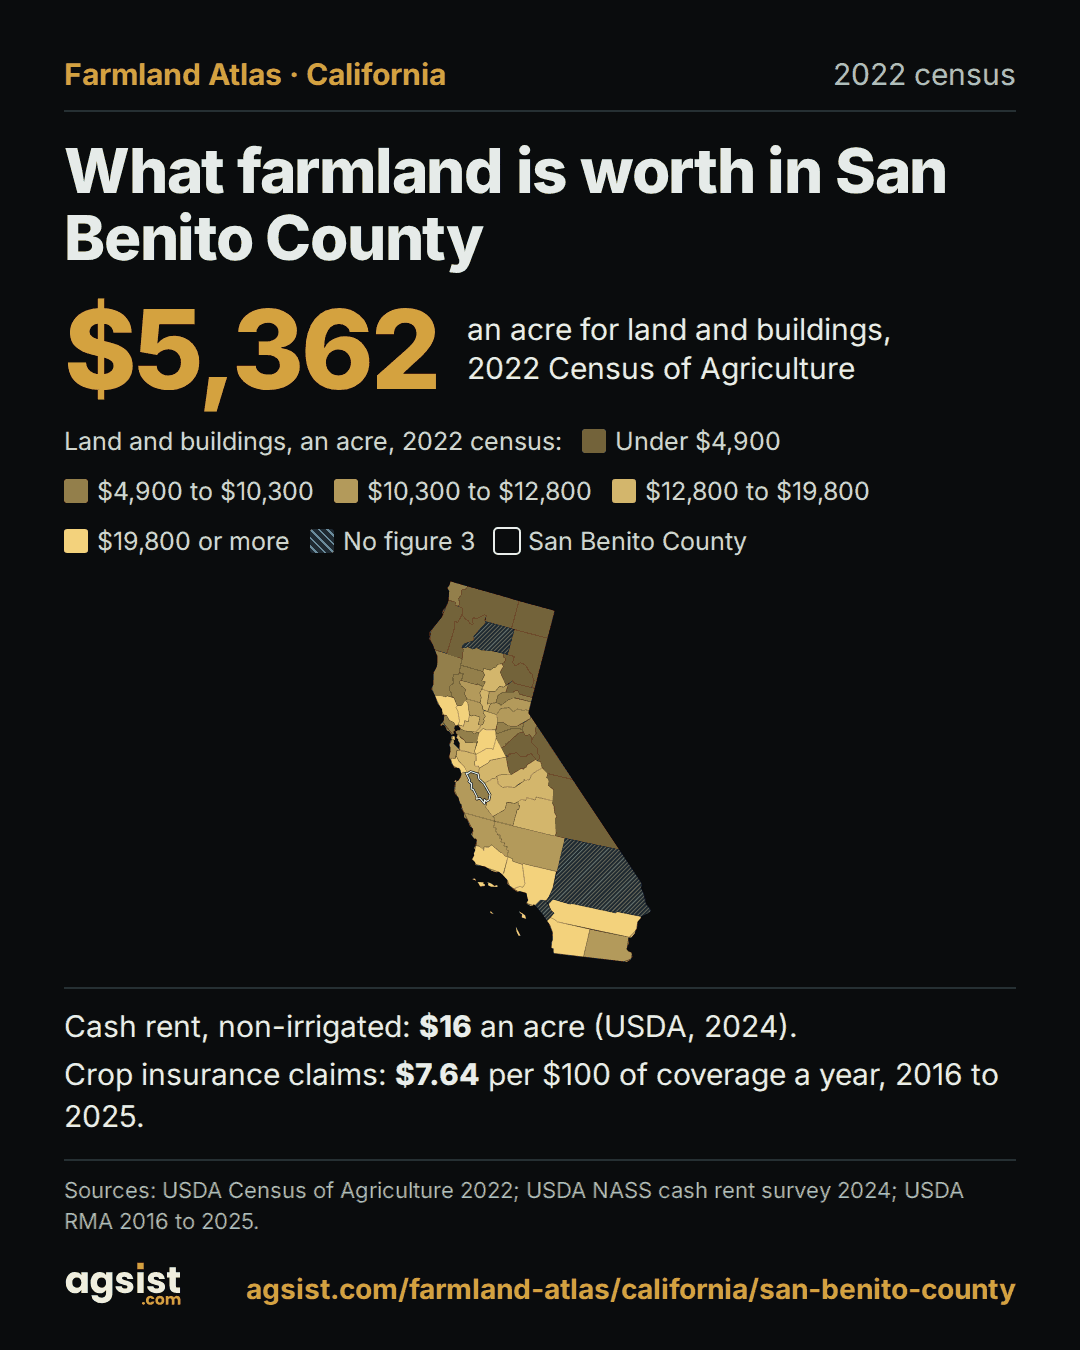 Farmland Atlas · California
2022 census
What farmland is worth in San
Benito County
$5,362
an acre for land and buildings,
2022 Census of Agriculture
Land and buildings, an acre, 2022 census:
Under $4,900
$4,900 to $10,300
$10,300 to $12,800
$12,800 to $19,800
$19,800 or more
No figure 3
San Benito County
Cash rent, non-irrigated: $16 an acre (USDA, 2024).
Crop insurance claims: $7.64 per $100 of coverage a year, 2016 to
2025.
Sources: USDA Census of Agriculture 2022; USDA NASS cash rent survey 2024; USDA
RMA 2016 to 2025.
agsist
.com
agsist.com/farmland-atlas/california/san-benito-county